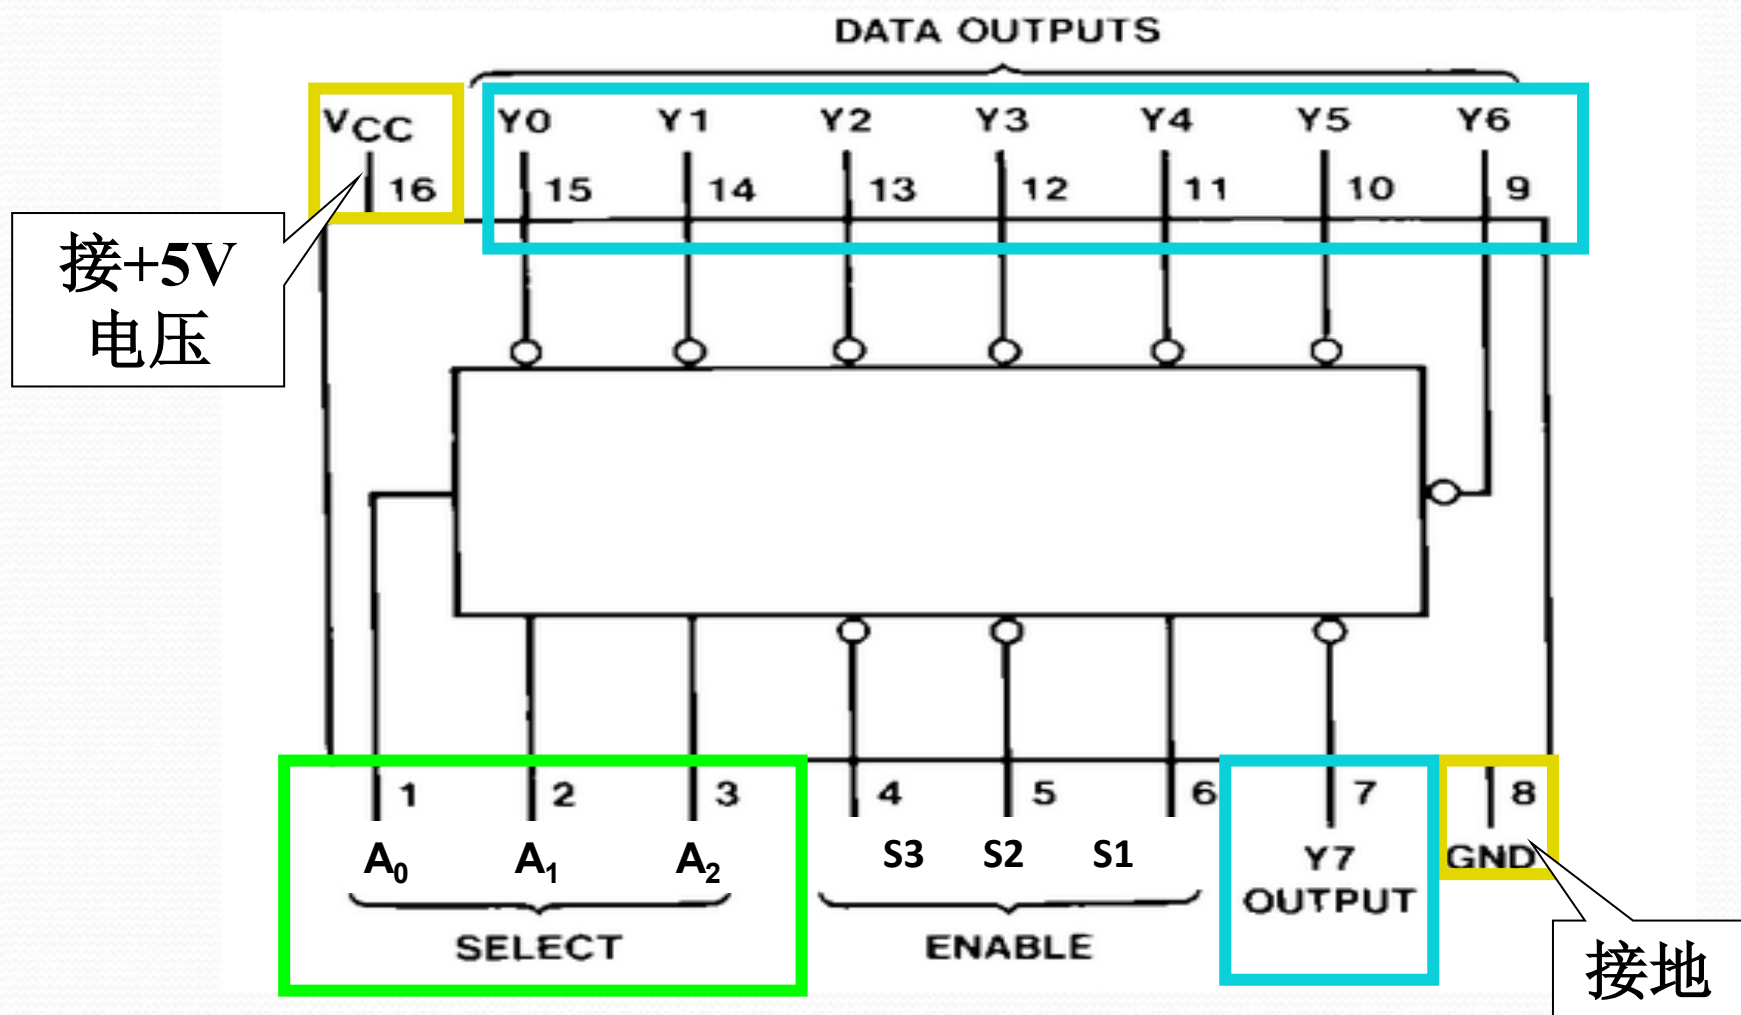 DATA OUTPUTS
VCC Y0 Y1 Y2 Y3 Y4 Y5 Y6
16 15 14 13 12 11 10 9
接+5V
电压
1 2 3 4 5 6 7 8
A0 A1 A2 S3 S2 S1 Y7 GND
OUTPUT
SELECT ENABLE
接地